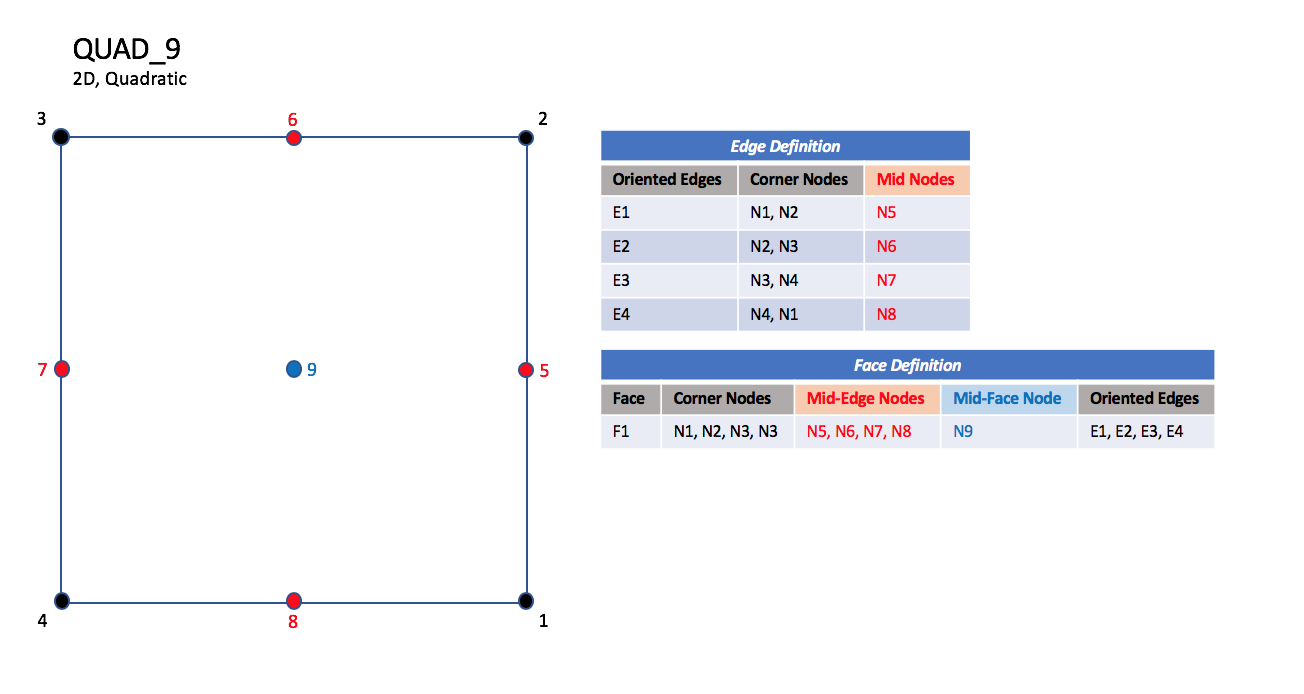 QUAD_9
2D, Quadratic
3
6
2
7
9
5
4
8
1
Edge Definition
Oriented Edges Corner Nodes Mid Nodes
E1 N1, N2 N5
E2 N2, N3 N6
E3 N3, N4 N7
E4 N4, N1 N8
Face Definition
Face Corner Nodes Mid-Edge Nodes Mid-Face Node Oriented Edges
F1 N1, N2, N3, N3 N5, N6, N7, N8 N9 E1, E2, E3, E4